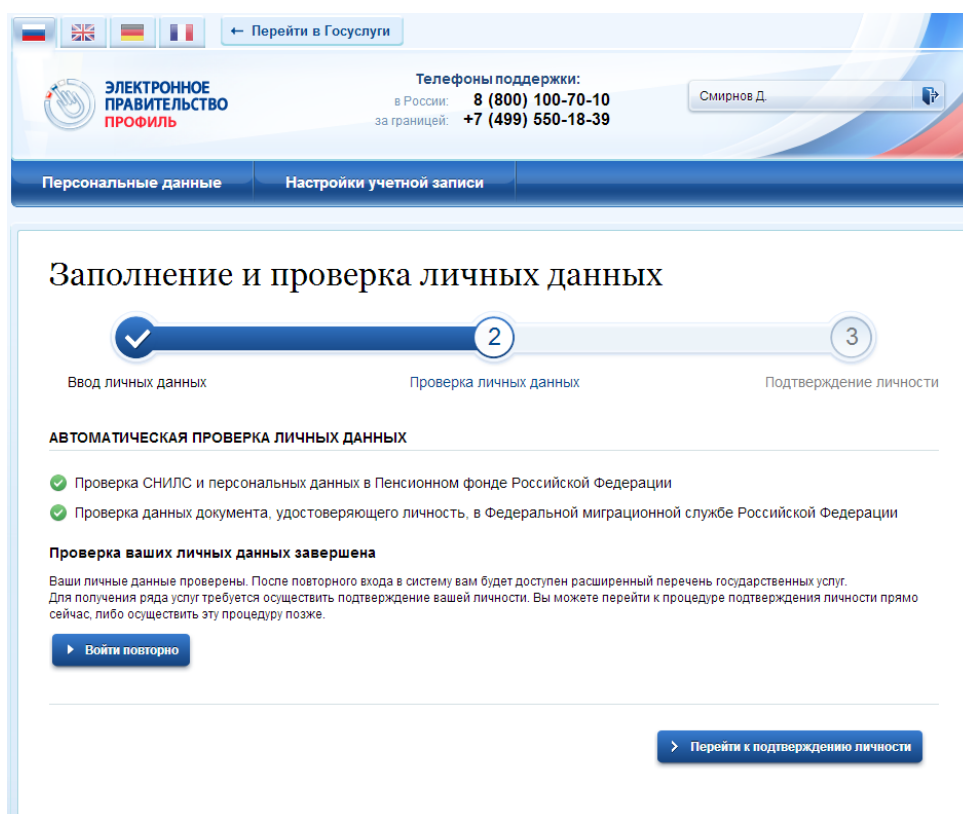 ← Перейти в Госуслуги
ЭЛЕКТРОННОЕ
ПРАВИТЕЛЬСТВО
ПРОФИЛЬ
Телефоны поддержки:
в России: 8 (800) 100-70-10
за границей: +7 (499) 550-18-39
Смирнов Д.
Персональные данные
Настройки учетной записи
Заполнение и проверка личных данных
2
3
Ввод личных данных
Проверка личных данных
Подтверждение личности
АВТОМАТИЧЕСКАЯ ПРОВЕРКА ЛИЧНЫХ ДАННЫХ
Проверка СНИЛС и персональных данных в Пенсионном фонде Российской Федерации
Проверка данных документа, удостоверяющего личность, в Федеральной миграционной службе Российской Федерации
Проверка ваших личных данных завершена
Ваши личные данные проверены. После повторного входа в систему вам будет доступен расширенный перечень государственных услуг.
Для получения ряда услуг требуется осуществить подтверждение вашей личности. Вы можете перейти к процедуре подтверждения личности прямо
сейчас, либо осуществить эту процедуру позже.
Войти повторно
Перейти к подтверждению личности